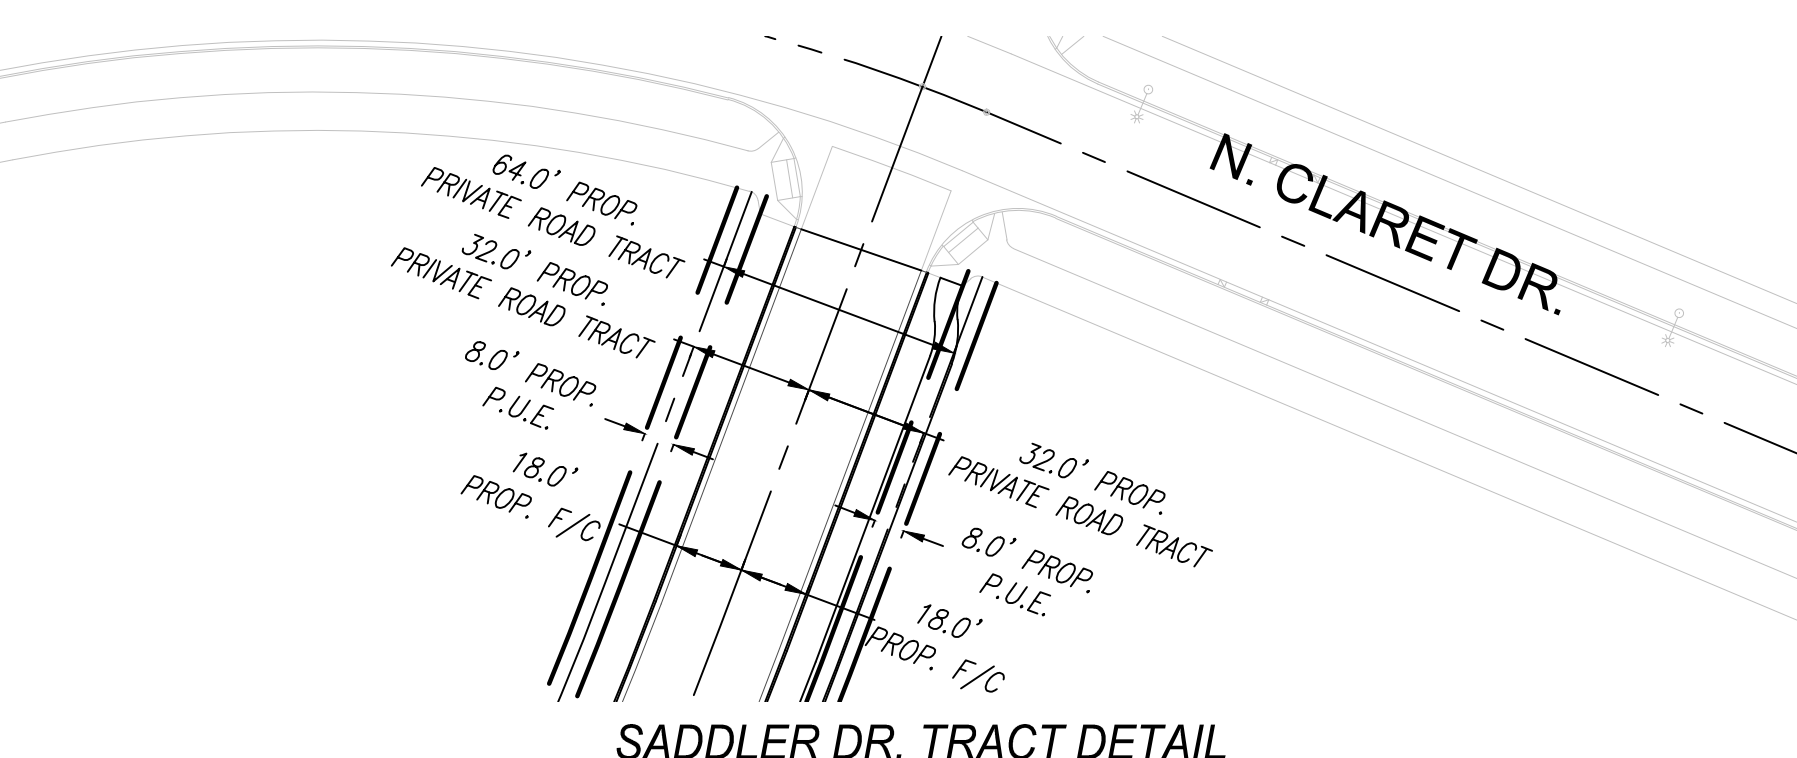 N. CLARET DR.
64.0' PROP.
PRIVATE ROAD TRACT
32.0' PROP.
PRIVATE ROAD TRACT
8.0' PROP.
P.U.E.
18.0'
PROP. F/C
32.0' PROP.
PRIVATE ROAD TRACT
8.0' PROP.
P.U.E.
18.0'
PROP. F/C
SADDLER DR. TRACT DETAIL